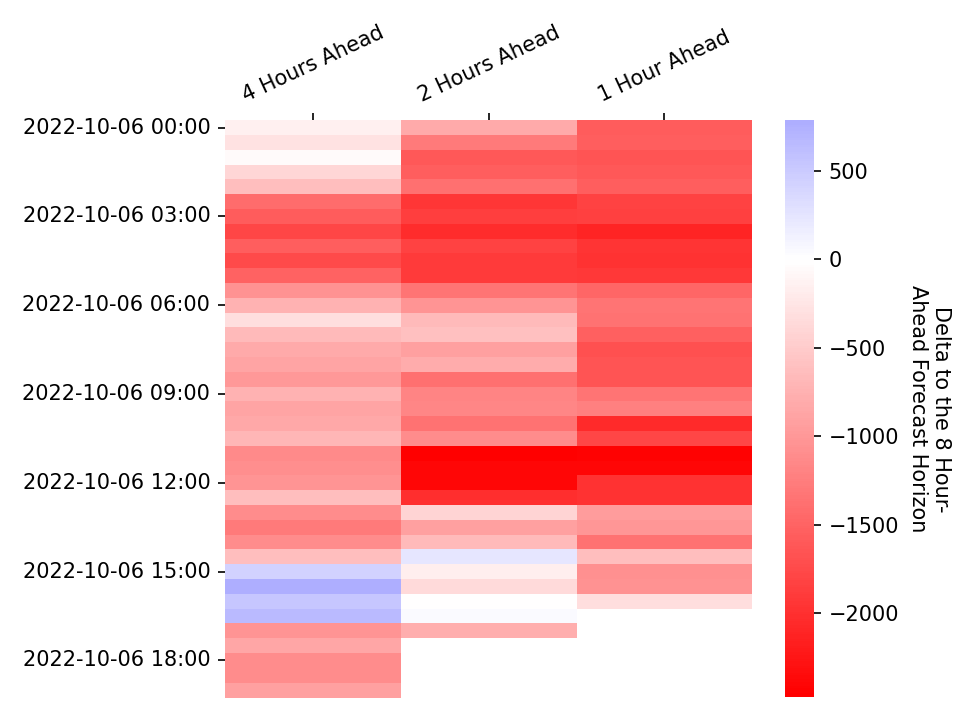 4 Hours Ahead
2 Hours Ahead
1 Hour Ahead
2022-10-06 00:00
2022-10-06 03:00
2022-10-06 06:00
2022-10-06 09:00
2022-10-06 12:00
2022-10-06 15:00
2022-10-06 18:00
500
0
−500
−1000
−1500
−2000
Delta to the 8 Hour-
Ahead Forecast Horizon